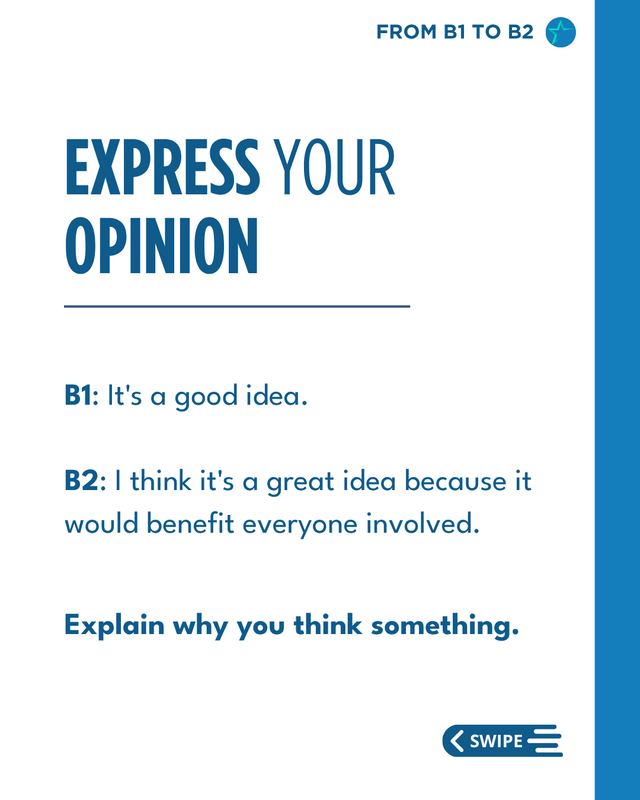 FROM B1 TO B2
EXPRESS YOUR
OPINION
B1: It's a good idea.
B2: I think it's a great idea because it
would benefit everyone involved.
Explain why you think something.
SWIPE